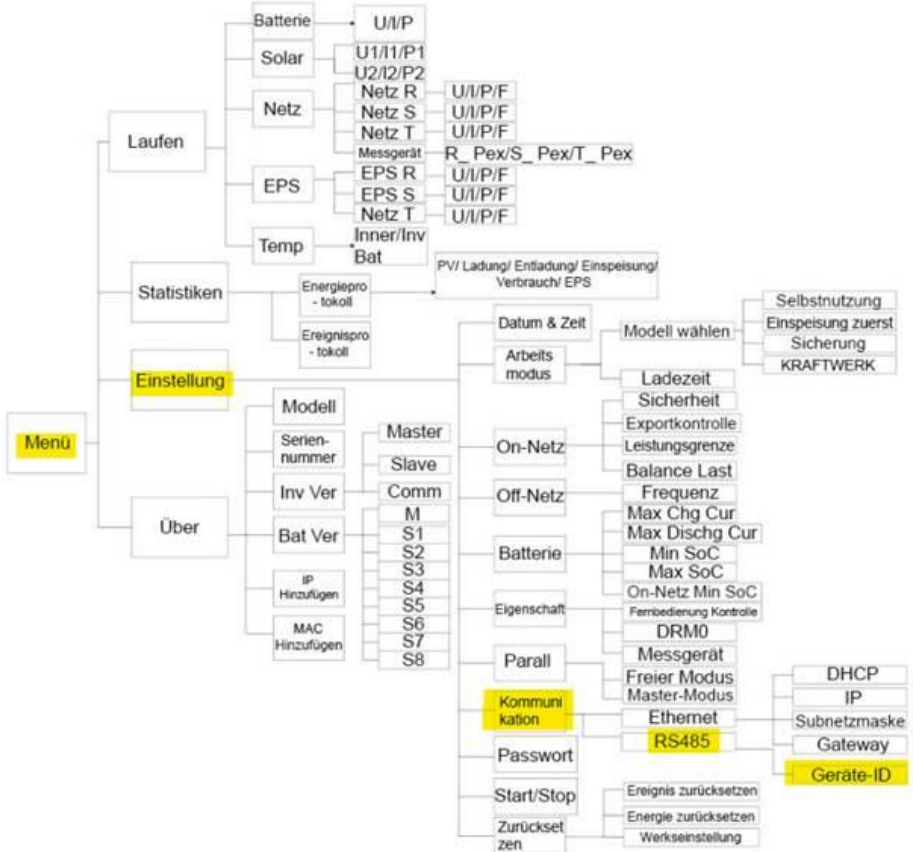 Menü
Laufen
Batterie
U/I/P
Solar
U1/I1/P1
U2/I2/P2
Netz
Netz R
U/I/P/F
Netz S
U/I/P/F
Netz T
U/I/P/F
Messgerät
R_ Pex/S_ Pex/T_ Pex
EPS
EPS R
U/I/P/F
EPS S
U/I/P/F
Netz T
U/I/P/F
Temp
Inner/Inv
Bat
Statistiken
Energiepro
- tokoll
PV/ Ladung/ Entladung/ Einspeisung/
Verbrauch/ EPS
Ereignispro
- tokoll
Einstellung
Datum & Zeit
Arbeits
modus
Modell wählen
Selbstnutzung
Einspeisung zuerst
Sicherung
KRAFTWERK
Ladezeit
On-Netz
Sicherheit
Exportkontrolle
Leistungsgrenze
Balance Last
Off-Netz
Frequenz
Batterie
Max Chg Cur
Max Dischg Cur
Min SoC
Max SoC
On-Netz Min SoC
Eigenschaft
Fernbedienung Kontrolle
DRM0
Messgerät
Parall
Freier Modus
Master-Modus
Kommuni
kation
Ethernet
DHCP
IP
Subnetzmaske
Gateway
RS485
Geräte-ID
Passwort
Start/Stop
Zurückset
zen
Ereignis zurücksetzen
Energie zurücksetzen
Werkseinstellung
Über
Modell
Serien-
nummer
Inv Ver
Master
Slave
Comm
Bat Ver
M
S1
S2
S3
S4
S5
S6
S7
S8
IP
Hinzufügen
MAC
Hinzufügen